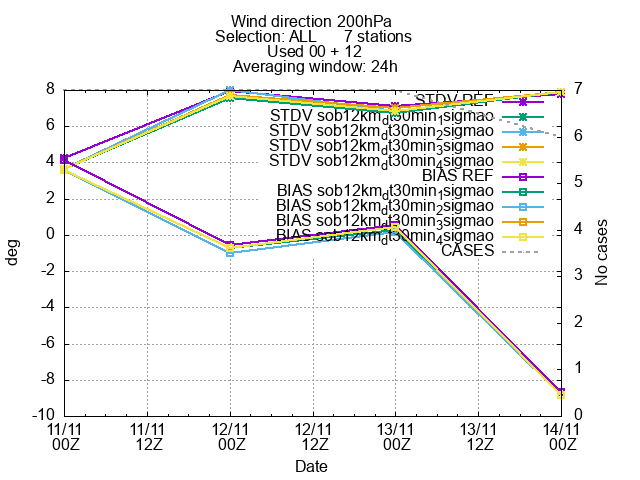 Wind direction 200hPa
Selection: ALL 7 stations
Used 00 + 12
Averaging window: 24h
deg
8
6
4
2
0
-2
-4
-6
-8
-10
No cases
7
6
5
4
3
2
1
0
STDV REF
STDV sob12km_dt30min_1sigmao
STDV sob12km_dt30min_2sigmao
STDV sob12km_dt30min_3sigmao
STDV sob12km_dt30min_4sigmao
BIAS REF
BIAS sob12km_dt30min_1sigmao
BIAS sob12km_dt30min_2sigmao
BIAS sob12km_dt30min_3sigmao
BIAS sob12km_dt30min_4sigmao
CASES
11/11 11/11 12/11 12/11 13/11 13/11 14/11
00Z 12Z 00Z 12Z 00Z 12Z 00Z
Date